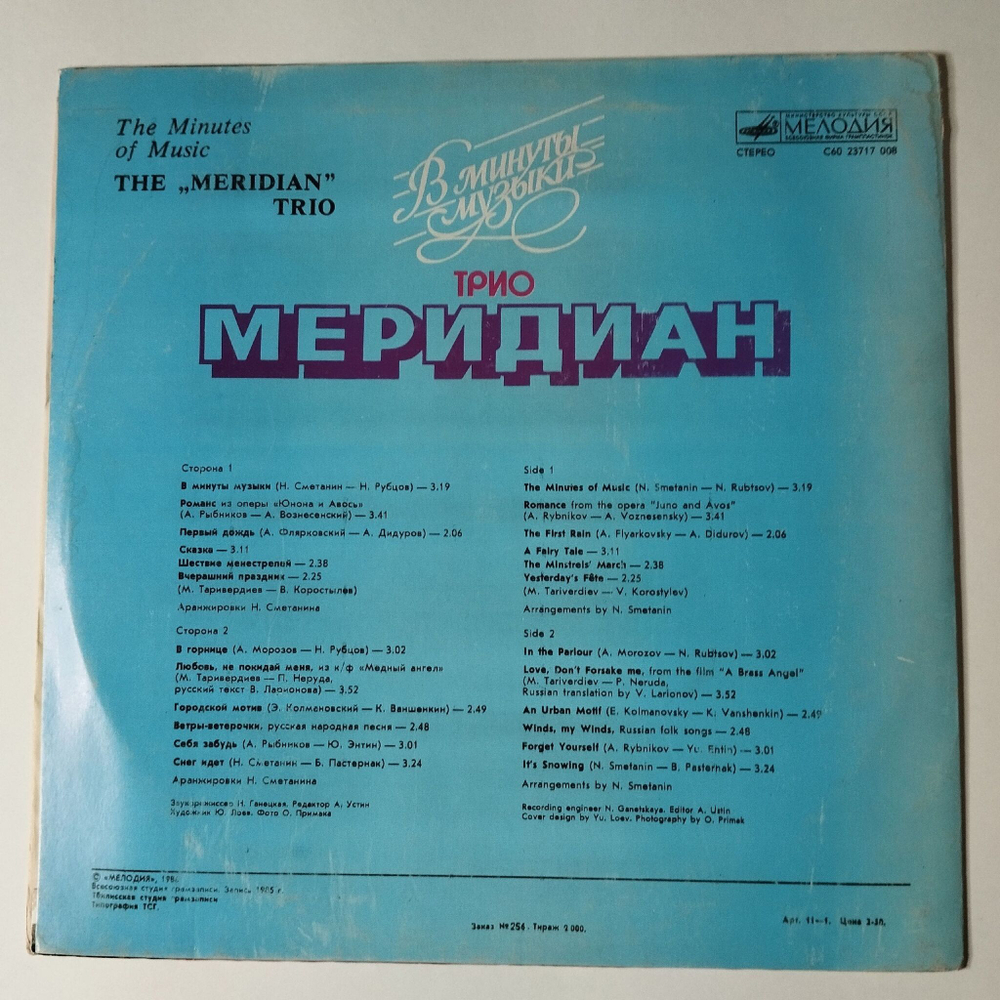 The Minutes
of Music
THE „MERIDIAN”
TRIO
В минуты
музыки
МИНИСТЕРСТВО КУЛЬТУРЫ СССР
МЕЛОДИЯ
ВСЕСОЮЗНАЯ ФИРМА ГРАМПЛАСТИНОК
СТЕРЕО С60 23717 008
ТРИО
МЕРИДИАН
Сторона 1
В минуты музыки (Н. Сметанин — Н. Рубцов) — 3.19
Романс из оперы «Юнона и Авось»
(А. Рыбников — А. Вознесенский) — 3.41
Первый дождь (А. Флярковский — А. Дидуров) — 2.06
Сказка — 3.11
Шествие менестрелей — 2.38
Вчерашний праздник — 2.25
(М. Таривердиев — В. Коростылёв)
Аранжировки Н. Сметанина
Сторона 2
В горнице (А. Морозов — Н. Рубцов) — 3.02
Любовь, не покидай меня, из к/ф «Медный ангел»
(М. Таривердиев — П. Неруда,
русский текст В. Ларионова) — 3.52
Городской мотив (Э. Колмановский — К. Ваншенкин) — 2.49
Ветры-ветерочки, русская народная песня — 2.48
Себя забудь (А. Рыбников — Ю. Энтин) — 3.01
Снег идет (Н. Сметанин — Б. Пастернак) — 3.24
Аранжировки Н. Сметанина
Звукорежиссер Н. Ганецкая. Редактор А. Устин
Художник Ю. Лоев. Фото О. Примака
Side 1
The Minutes of Music (N. Smetanin — N. Rubtsov) — 3.19
Romance from the opera "Juno and Avos"
(A. Rybnikov — A. Voznesensky) — 3.41
The First Rain (A. Flyarkovsky — A. Didurov) — 2.06
A Fairy Tale — 3.11
The Minstrels' March — 2.38
Yesterday's Fête — 2.25
(M. Tariverdiev — V. Korostylev)
Arrangements by N. Smetanin
Side 2
In the Parlour (A. Morozov — N. Rubtsov) — 3.02
Love, Don't Forsake me, from the film "A Brass Angel"
(M. Tariverdiev — P. Neruda,
Russian translation by V. Larionov) — 3.52
An Urban Motif (E. Kolmanovsky — K. Vanshenkin) — 2.49
Winds, my Winds, Russian folk songs — 2.48
Forget Yourself (A. Rybnikov — Yu. Entin) — 3.01
It's Snowing (N. Smetanin — B. Pasternak) — 3.24
Arrangements by N. Smetanin
Recording engineer N. Ganetskaya. Editor A. Ustin
Cover design by Yu. Loev. Photography by O. Primak
© «МЕЛОДИЯ», 
Всесоюзная студия грамзаписи. Запись 1985 г.
Тбилисская студия грамзаписи
Типография ТСГ.
Заказ № 254. Тираж 2 000.
Арт. 11—1. Цена